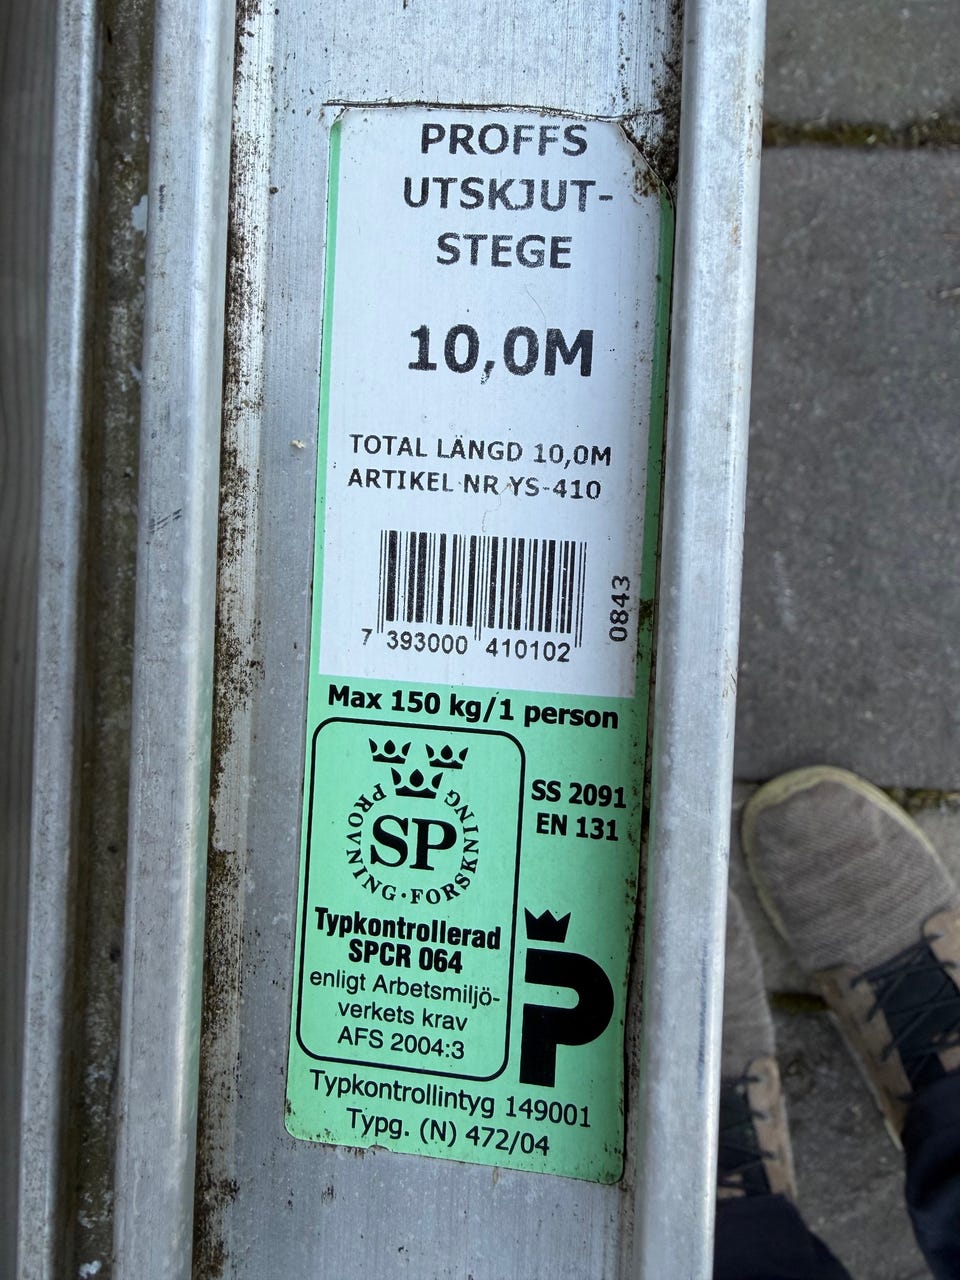 PROFFS
UTSKJUT-
STEGE
10,0M
TOTAL LÄNGD 10,0M
ARTIKEL NR YS-410
7 393000 410102
0843
Max 150 kg/1 person
SP
PROVNING · FORSKNING
SS 2091
EN 131
Typkontrollerad
SPCR 064
enligt Arbetsmiljö-
verkets krav
AFS 2004:3
P
Typkontrollintyg 149001
Typg. (N) 472/04